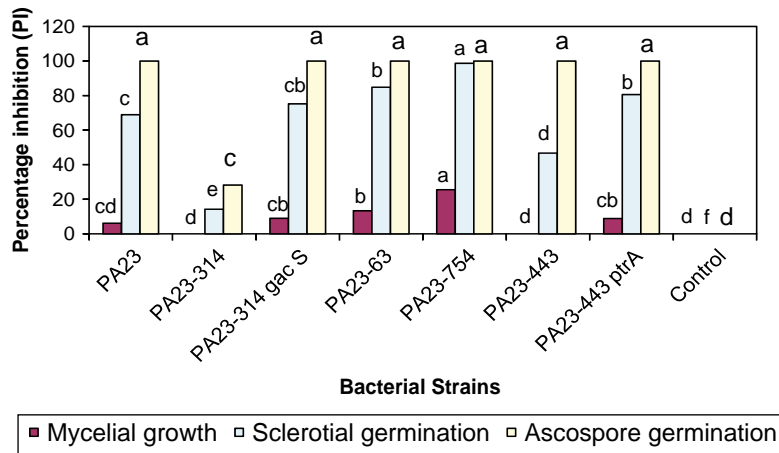 Percentage inhibition (PI)
120
100
80
60
40
20
0
cd c a
d e c
cb cb a
b b a
a a a
d d a
cb b a
d f d
PA23
PA23-314
PA23-314 gac S
PA23-63
PA23-754
PA23-443
PA23-443 ptrA
Control
Bacterial Strains
Mycelial growth Sclerotial germination Ascospore germination